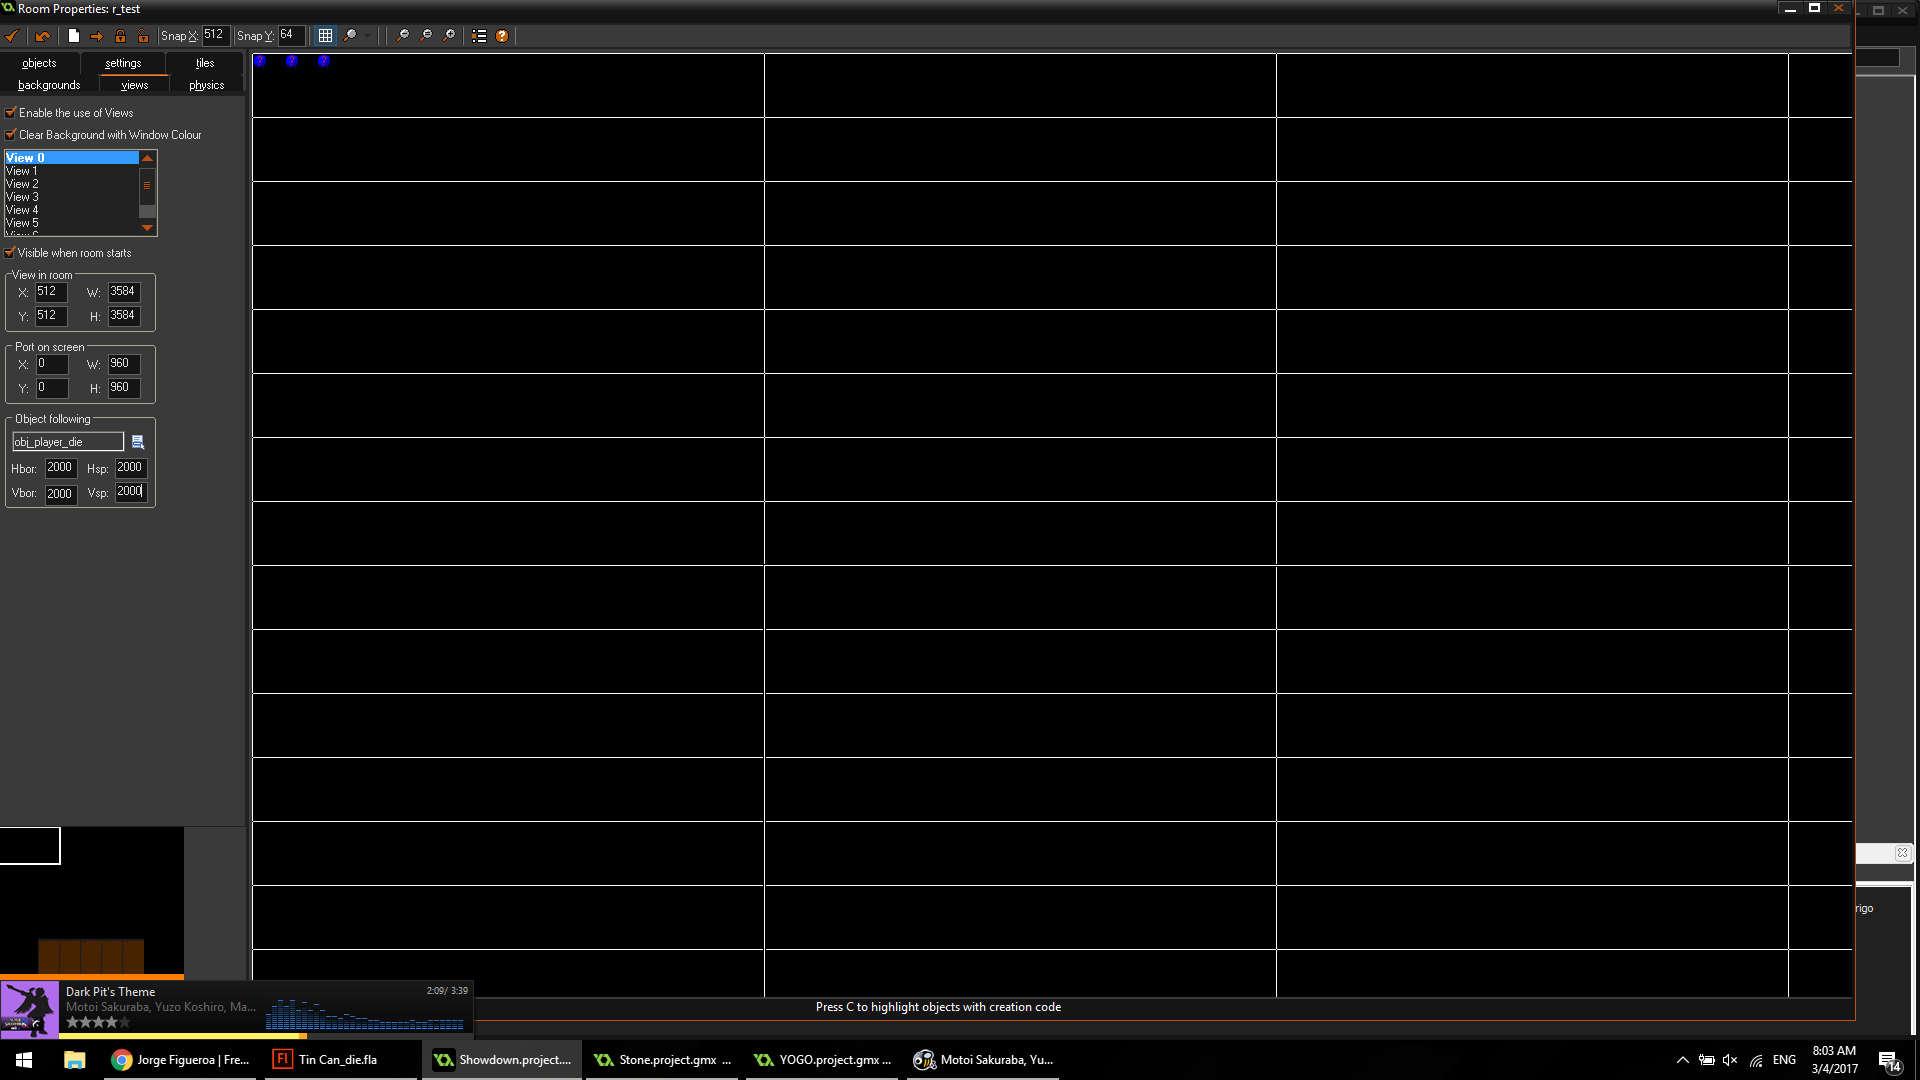 Room Properties: r_test
Snap X: 512 Snap Y: 64
objects settings tiles
backgrounds views physics
Enable the use of Views
Clear Background with Window Colour
View 0
View 1
View 2
View 3
View 4
View 5
Visible when room starts
View in room
X: 512 W: 3584
Y: 512 H: 3584
Port on screen
X: 0 W: 960
Y: 0 H: 960
Object following
obj_player_die
Hbor: 2000 Hsp: 2000
Vbor: 2000 Vsp: 2000
rigo
Dark Pit's Theme 2:09/ 3:39
Motoi Sakuraba, Yuzo Koshiro, Ma...
Press C to highlight objects with creation code
Jorge Figueroa | Fre... Tin Can_die.fla Showdown.project.... Stone.project.gmx ... YOGO.project.gmx ... Motoi Sakuraba, Yu... ENG 8:03 AM
3/4/2017 14